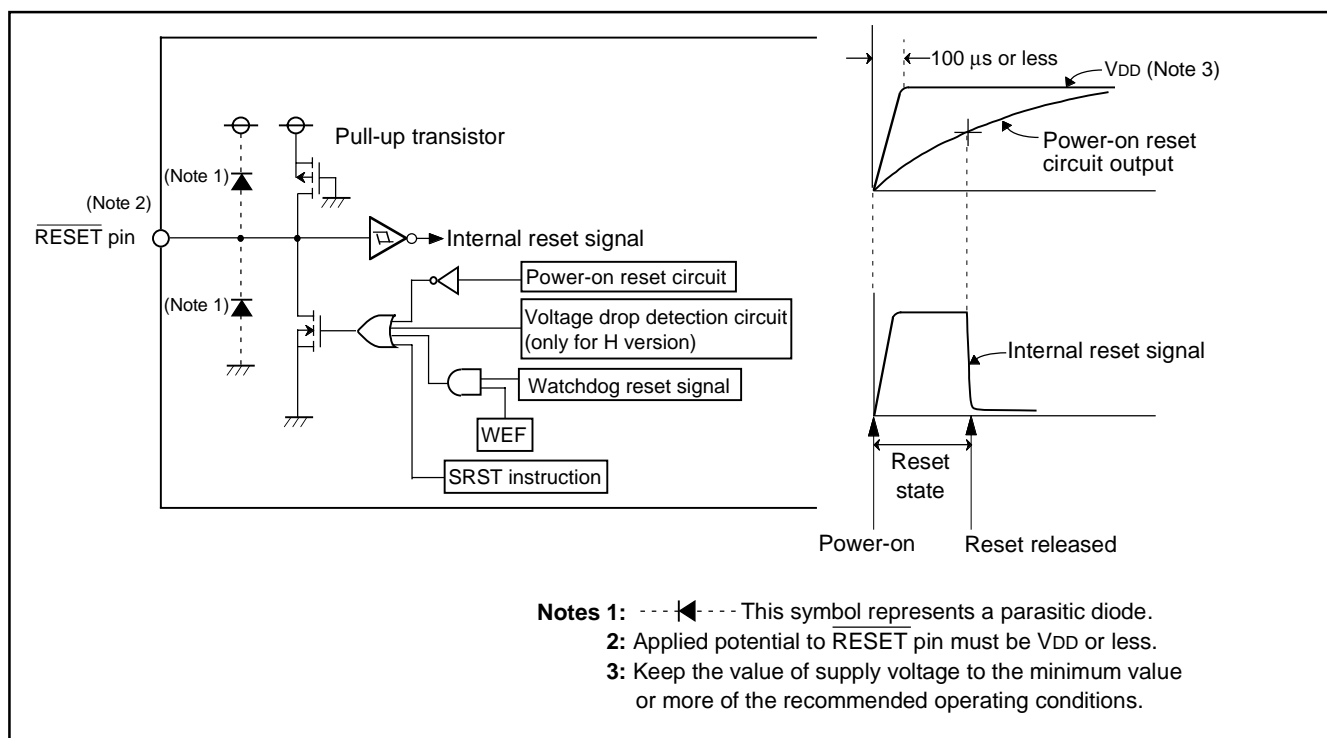 Pull-up transistor
(Note 1)
(Note 2)
RESET pin
Internal reset signal
(Note 1)
Power-on reset circuit
Voltage drop detection circuit
(only for H version)
Watchdog reset signal
WEF
SRST instruction
100 μs or less
VDD (Note 3)
Power-on reset
circuit output
Internal reset signal
Reset
state
Power-on
Reset released
Notes 1: This symbol represents a parasitic diode.
2: Applied potential to RESET pin must be VDD or less.
3: Keep the value of supply voltage to the minimum value
or more of the recommended operating conditions.